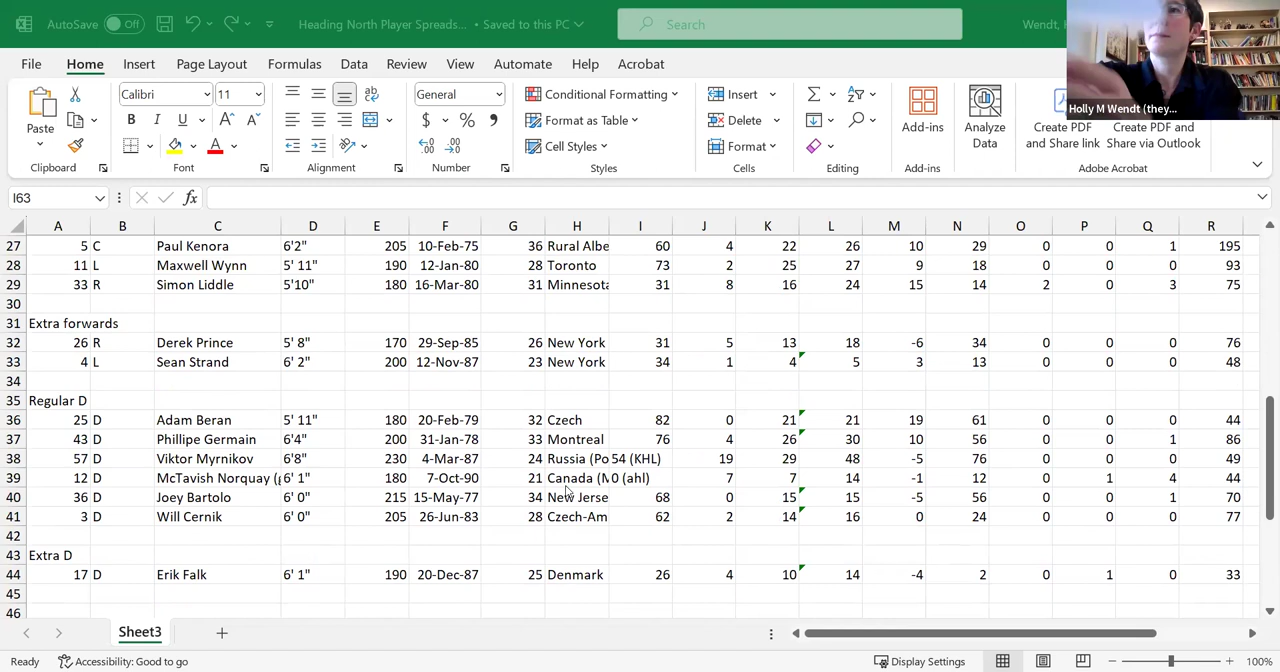 AutoSave Off Heading North Player Spreads... • Saved to this PC Search Wendt,
File Home Insert Page Layout Formulas Data Review View Automate Help Acrobat
Holly M Wendt (they...
Paste Calibri 11 General Conditional Formatting Insert
B I U Format as Table Delete Add-ins Analyze Data Create PDF and Share link Create PDF and Share via Outlook
Cell Styles Format
Clipboard Font Alignment Number Styles Cells Editing Add-ins Adobe Acrobat
I63 fx
A B C D E F G H I J K L M N O P Q R
27 5 C Paul Kenora 6'2" 205 10-Feb-75 36 Rural Albe 60 4 22 26 10 29 0 0 1 195
28 11 L Maxwell Wynn 5' 11" 190 12-Jan-80 28 Toronto 73 2 25 27 9 18 0 0 0 93
29 33 R Simon Liddle 5'10" 180 16-Mar-80 31 Minnesota 31 8 16 24 15 14 2 0 3 75
30
31 Extra forwards
32 26 R Derek Prince 5' 8" 170 29-Sep-85 26 New York 31 5 13 18 -6 34 0 0 0 76
33 4 L Sean Strand 6' 2" 200 12-Nov-87 23 New York 34 1 4 5 3 13 0 0 0 48
34
35 Regular D
36 25 D Adam Beran 5' 11" 180 20-Feb-79 32 Czech 82 0 21 21 19 61 0 0 0 44
37 43 D Phillipe Germain 6'4" 200 31-Jan-78 33 Montreal 76 4 26 30 10 56 0 0 1 86
38 57 D Viktor Myrnikov 6'8" 230 4-Mar-87 24 Russia (Po 54 (KHL) 19 29 48 -5 76 0 0 0 49
39 12 D McTavish Norquay (g 6' 1" 180 7-Oct-90 21 Canada (M 0 (ahl) 7 7 14 -1 12 0 1 4 44
40 36 D Joey Bartolo 6' 0" 215 15-May-77 34 New Jerse 68 0 15 15 -5 56 0 0 1 70
41 3 D Will Cernik 6' 0" 205 26-Jun-83 28 Czech-Am 62 2 14 16 0 24 0 0 0 77
42
43 Extra D
44 17 D Erik Falk 6' 1" 190 20-Dec-87 25 Denmark 26 4 10 14 -4 2 0 1 0 33
45
46
Sheet3
Ready Accessibility: Good to go Display Settings 100%